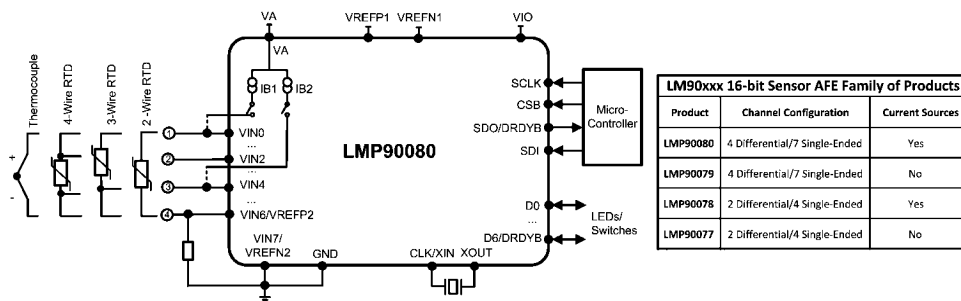 VA
VREFP1
VREFN1
VIO
VA
IB1
IB2
Thermocouple
4-Wire RTD
3-Wire RTD
2 -Wire RTD
+
-
1
2
3
4
VIN0
...
VIN2
...
VIN4
...
VIN6/VREFP2
VIN7/
VREFN2
GND
CLK/XIN
XOUT
LMP90080
SCLK
CSB
SDO/DRDYB
SDI
D0
...
D6/DRDYB
Micro-
Controller
LEDs/
Switches
LM90xxx 16-bit Sensor AFE Family of Products
Product Channel Configuration Current Sources
LMP90080 4 Differential/7 Single-Ended Yes
LMP90079 4 Differential/7 Single-Ended No
LMP90078 2 Differential/4 Single-Ended Yes
LMP90077 2 Differential/4 Single-Ended No